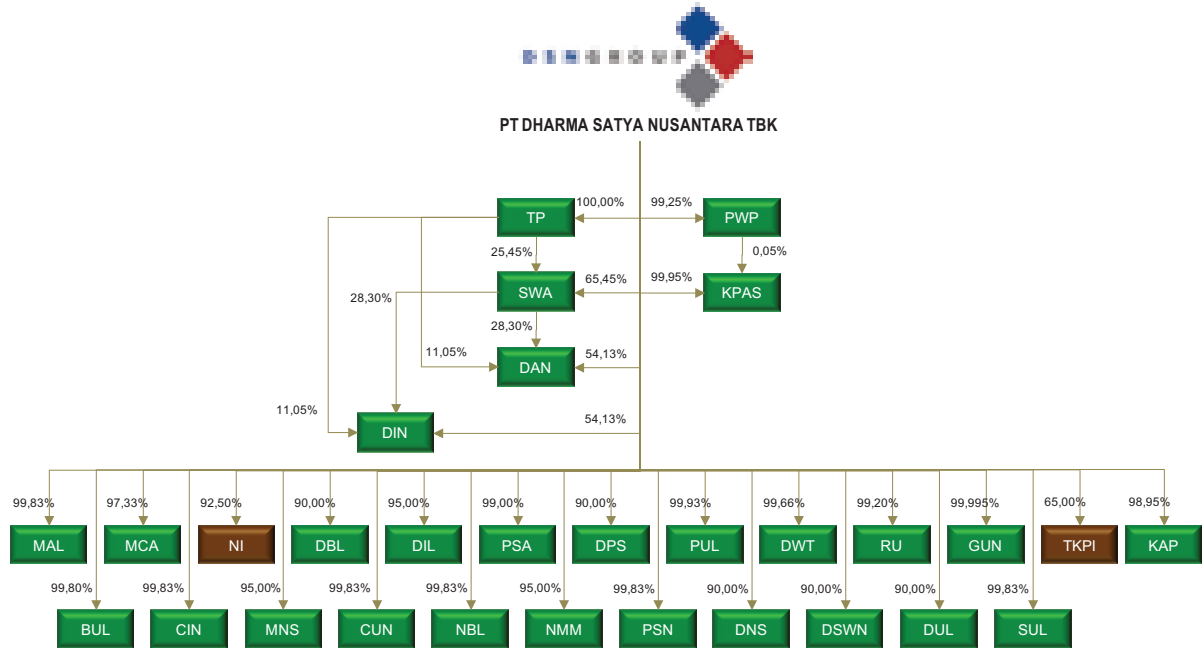 DSNGROUP
PT DHARMA SATYA NUSANTARA TBK
TP
100,00%
99,25%
PWP
25,45%
0,05%
28,30%
SWA
65,45%
99,95%
KPAS
28,30%
11,05%
DAN
54,13%
11,05%
DIN
54,13%
99,83%
97,33%
92,50%
90,00%
95,00%
99,00%
90,00%
99,93%
99,66%
99,20%
99,995%
65,00%
98,95%
MAL
MCA
NI
DBL
DIL
PSA
DPS
PUL
DWT
RU
GUN
TKPI
KAP
99,80%
99,83%
95,00%
99,83%
99,83%
95,00%
99,83%
90,00%
90,00%
90,00%
99,83%
BUL
CIN
MNS
CUN
NBL
NMM
PSN
DNS
DSWN
DUL
SUL